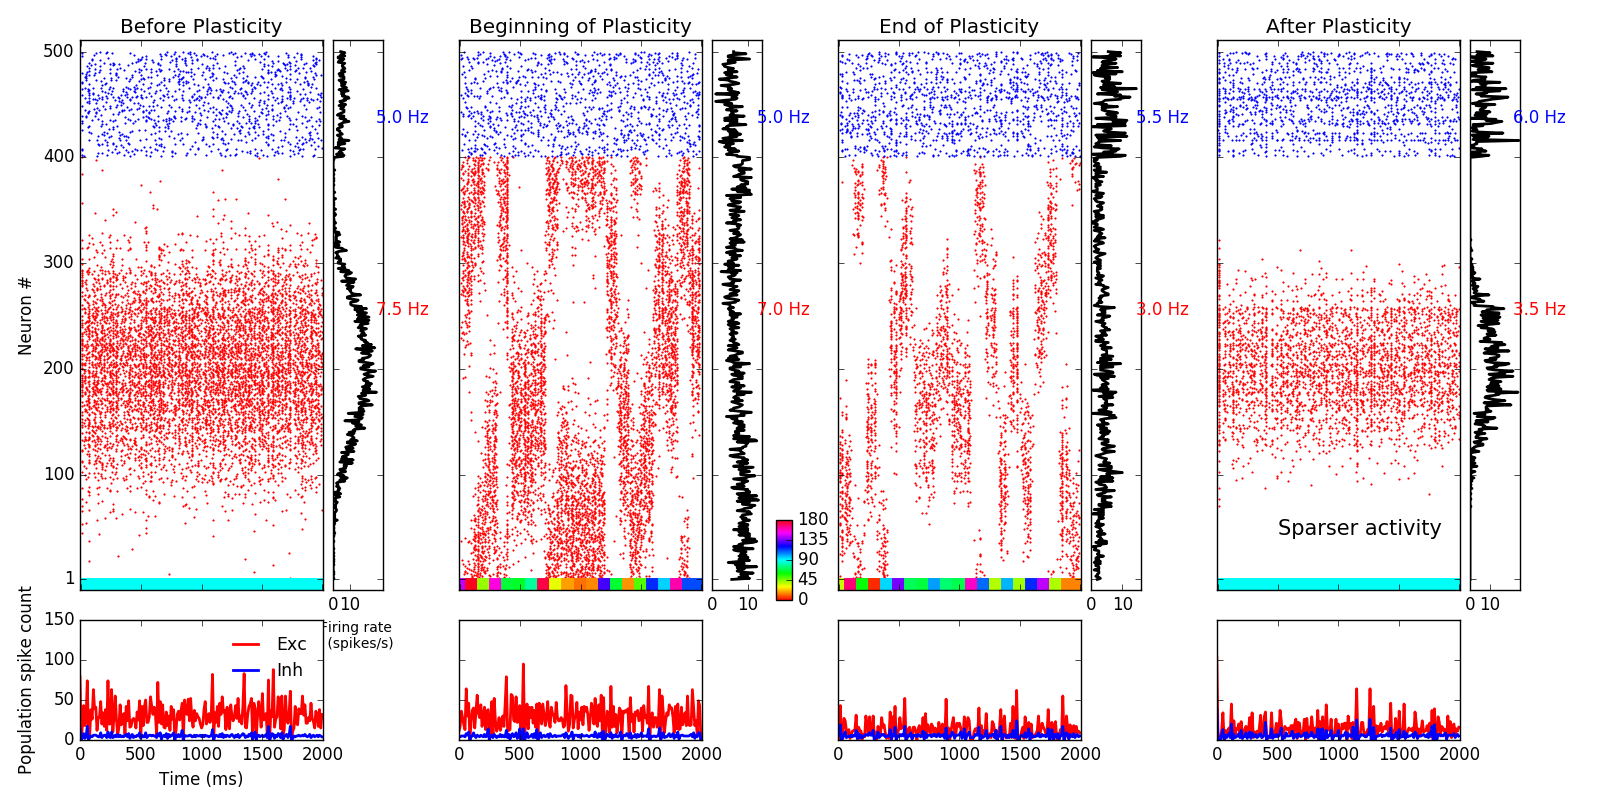 Before Plasticity
Beginning of Plasticity
End of Plasticity
After Plasticity
500
400
300
200
100
1
Neuron #
5.0 Hz
7.5 Hz
5.0 Hz
7.0 Hz
5.5 Hz
3.0 Hz
6.0 Hz
3.5 Hz
Sparser activity
180
135
90
45
0
0 10
0 10
0 10
0 10
Firing rate
(spikes/s)
Population spike count
150
100
50
0
Exc
Inh
0 500 1000 1500 2000
0 500 1000 1500 2000
0 500 1000 1500 2000
0 500 1000 1500 2000
Time (ms)